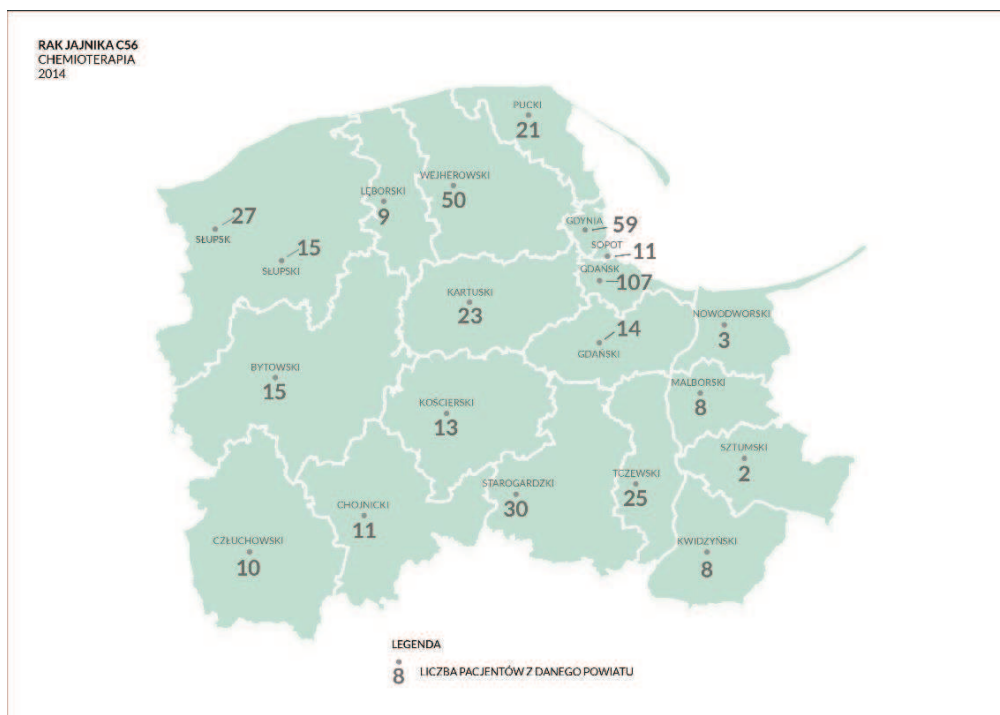 RAK JAJNIKA C56
CHEMIOTERAPIA
2014
PUCKI
21
WEJHEROWSKI
50
LĘBORSKI
9
27
SŁUPSK
15
SŁUPSKI
GDYNIA
59
SOPOT
11
GDAŃSK
107
KARTUSKI
23
NOWODWORSKI
3
14
GDAŃSKI
BYTOWSKI
15
MALBORSKI
8
KOŚCIERSKI
13
SZTUMSKI
2
TCZEWSKI
25
STAROGARDZKI
30
CHOJNICKI
11
CZŁUCHOWSKI
10
KWIDZYŃSKI
8
LEGENDA
8 LICZBA PACJENTÓW Z DANEGO POWIATU